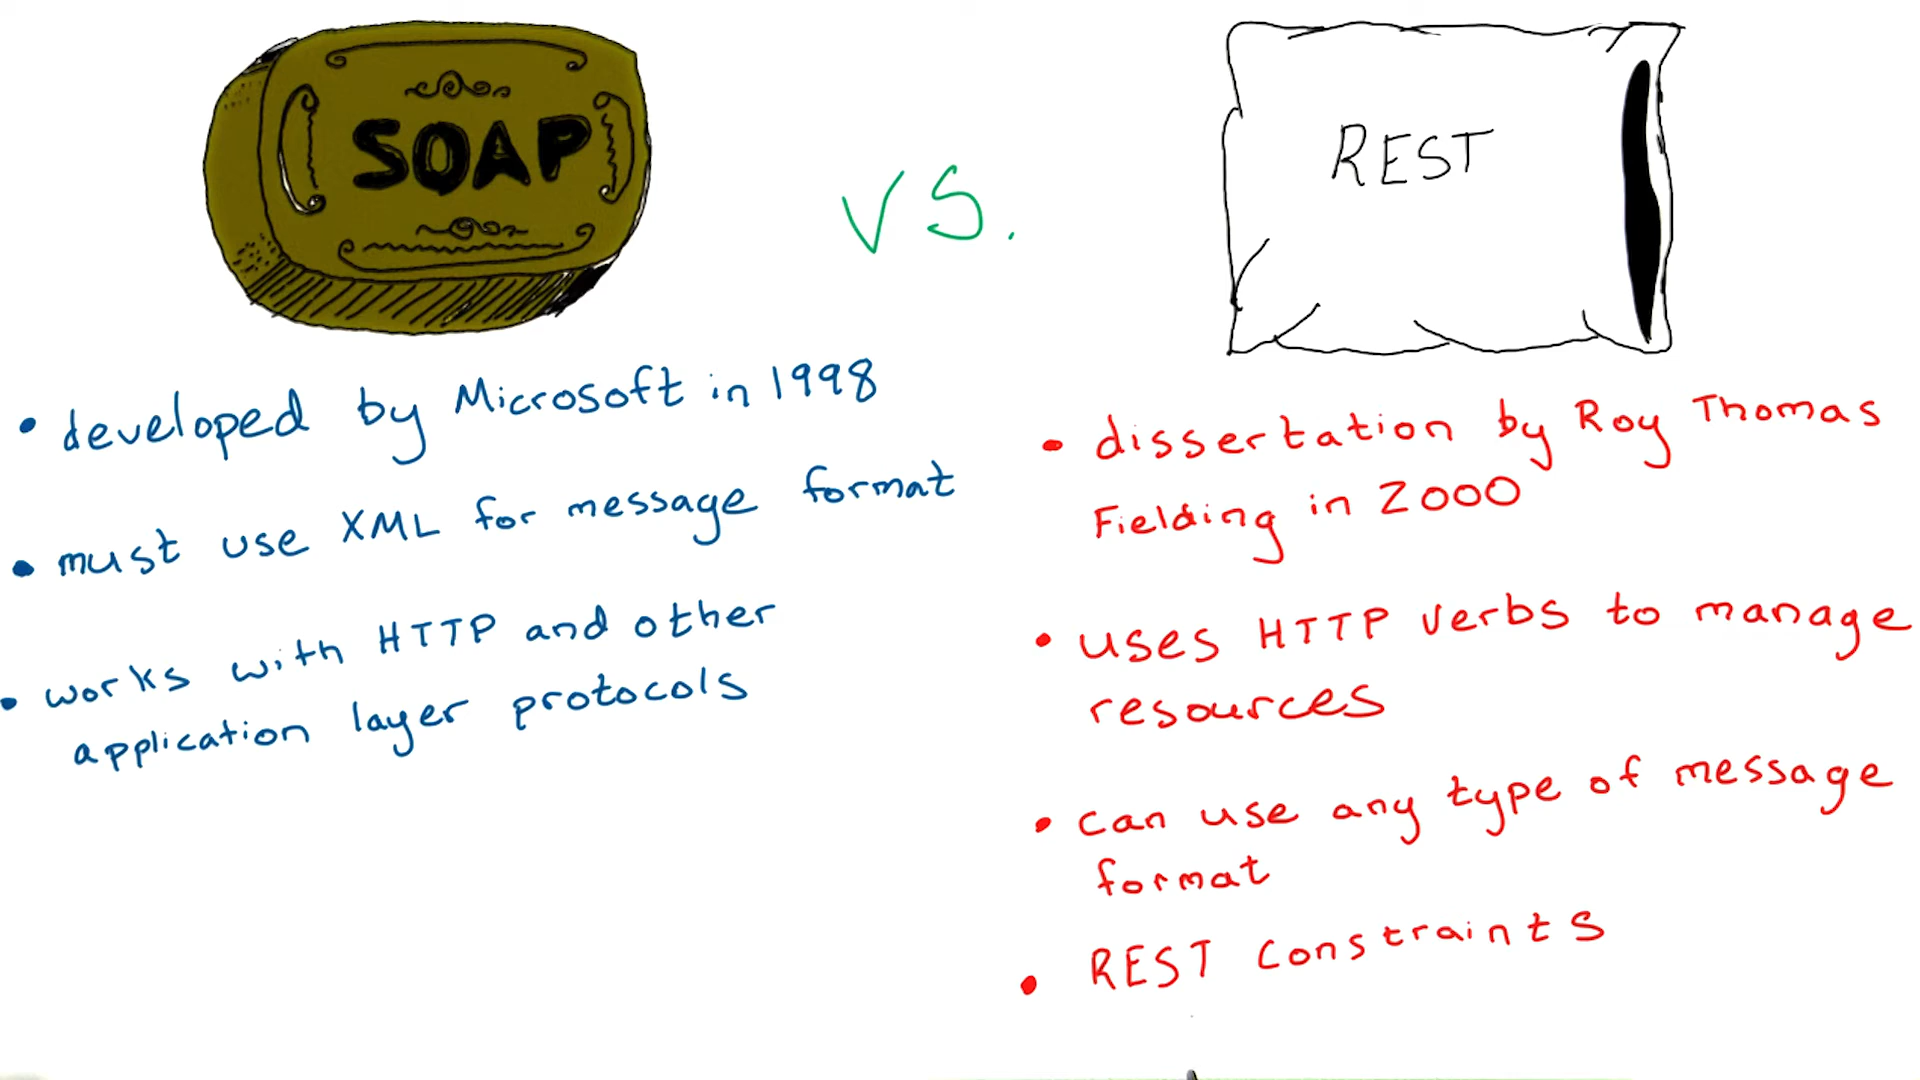 SOAP
VS.
REST
• developed by Microsoft in 1998
• must use XML for message format
• works with HTTP and other
application layer protocols
• dissertation by Roy Thomas
Fielding in 2000
• uses HTTP verbs to manage
resources
• can use any type of message
format
• REST constraints